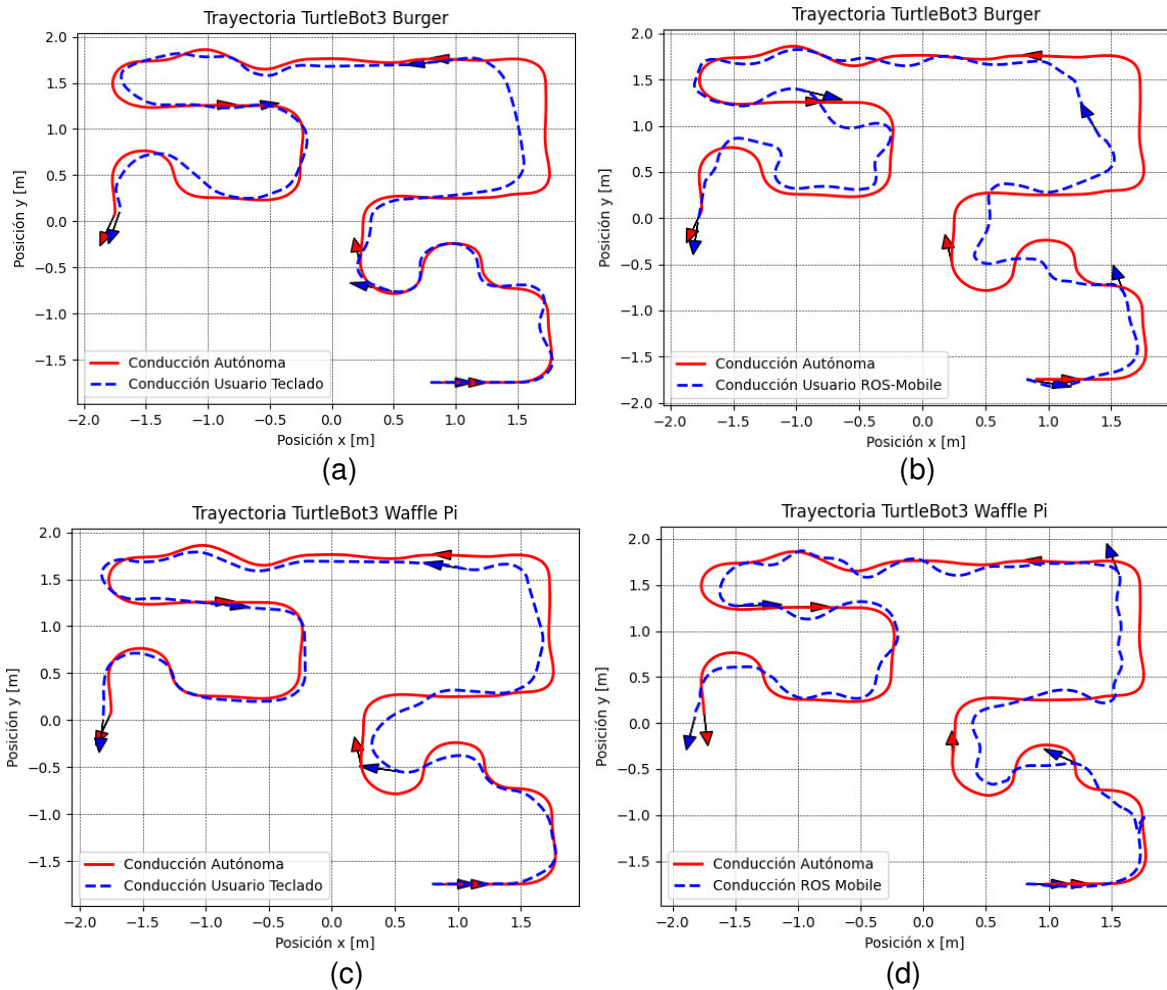 Trayectoria TurtleBot3 Burger
2.0
1.5
1.0
0.5
0.0
−0.5
−1.0
−1.5
Posición y [m]
Conducción Autónoma
Conducción Usuario Teclado
−2.0 −1.5 −1.0 −0.5 0.0 0.5 1.0 1.5
Posición x [m]
(a)
Trayectoria TurtleBot3 Burger
2.0
1.5
1.0
0.5
0.0
−0.5
−1.0
−1.5
−2.0
Posición y [m]
Conducción Autónoma
Conducción Usuario ROS-Mobile
−2.0 −1.5 −1.0 −0.5 0.0 0.5 1.0 1.5
Posición x [m]
(b)
Trayectoria TurtleBot3 Waffle Pi
2.0
1.5
1.0
0.5
0.0
−0.5
−1.0
−1.5
Posición y [m]
Conducción Autónoma
Conducción Usuario Teclado
−2.0 −1.5 −1.0 −0.5 0.0 0.5 1.0 1.5
Posición x [m]
(c)
Trayectoria TurtleBot3 Waffle Pi
2.0
1.5
1.0
0.5
0.0
−0.5
−1.0
−1.5
Posición y [m]
Conducción Autónoma
Conducción ROS Mobile
−2.0 −1.5 −1.0 −0.5 0.0 0.5 1.0 1.5
Posición x [m]
(d)